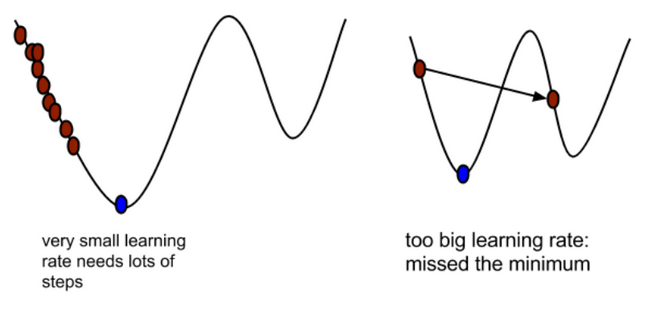 very small learning
rate needs lots of
steps
too big learning rate:
missed the minimum